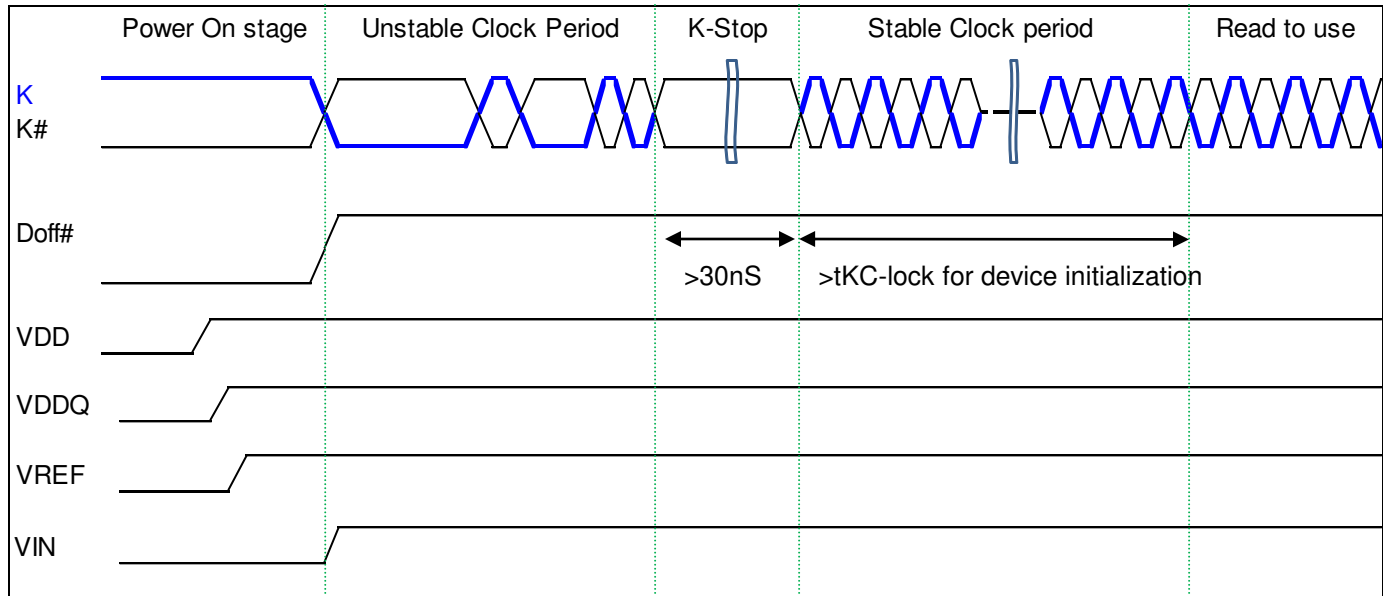 Power On stage
Unstable Clock Period
K-Stop
Stable Clock period
Read to use
K
K#
Doff#
>30nS
>tKC-lock for device initialization
VDD
VDDQ
VREF
VIN